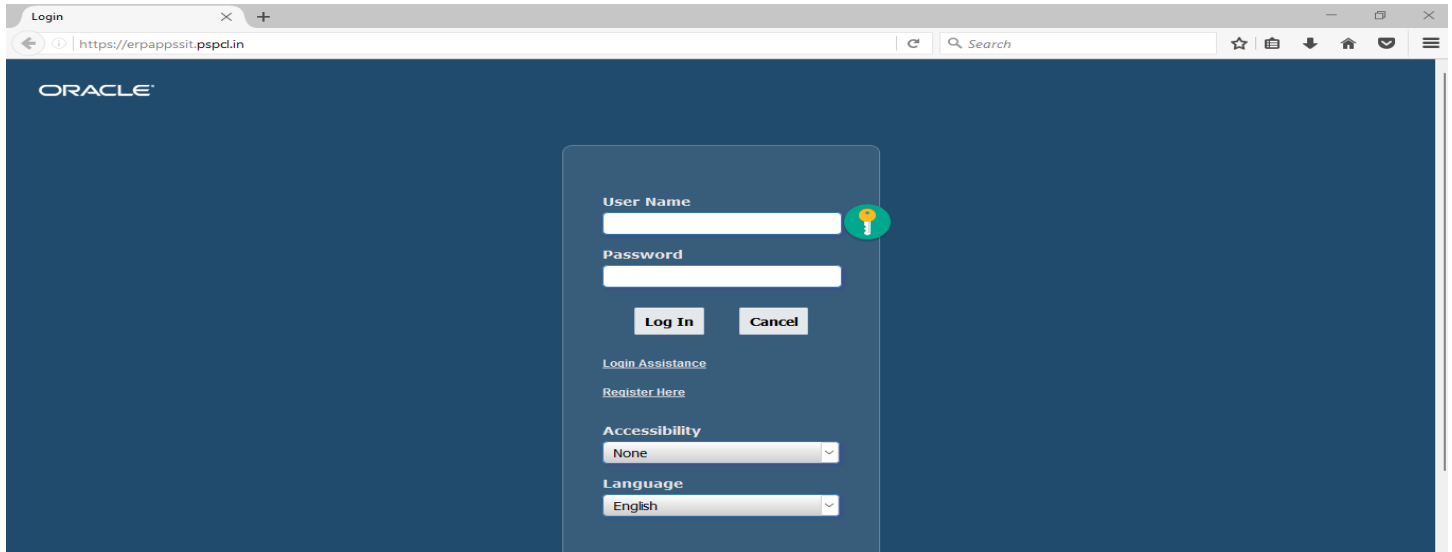 Login
https://erpappssit.pspcl.in
Search
ORACLE
User Name
Password
Log In Cancel
Login Assistance
Register Here
Accessibility
None
Language
English